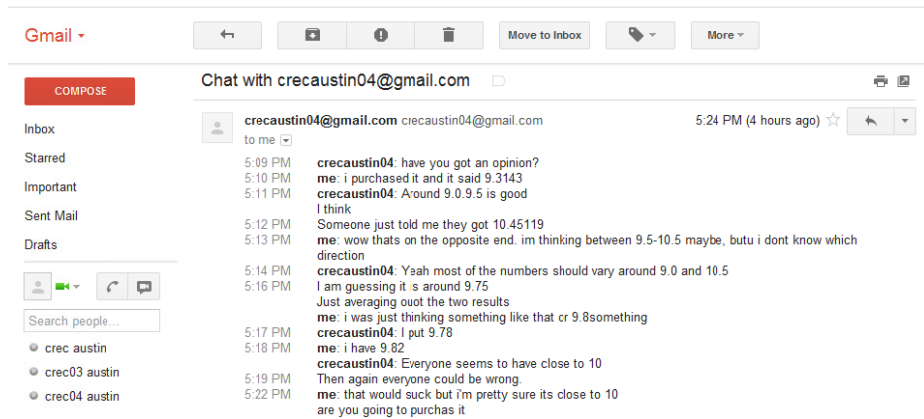 Gmail
Move to Inbox
More
COMPOSE
Chat with crecaustin04@gmail.com
Inbox
Starred
Important
Sent Mail
Drafts
Search people...
crec austin
crec03 austin
crec04 austin
crecaustin04@gmail.com crecaustin04@gmail.com
5:24 PM (4 hours ago)
to me
5:09 PM crecaustin04: have you got an opinion?
5:10 PM me: i purchased it and it said 9.3143
5:11 PM crecaustin04: Around 9.0.9.5 is good
I think
5:12 PM Someone just told me they got 10.45119
5:13 PM me: wow thats on the opposite end. im thinking between 9.5-10.5 maybe, butu i dont know which
direction
5:14 PM crecaustin04: Yeah most of the numbers should vary around 9.0 and 10.5
5:16 PM I am guessing it is around 9.75
Just averaging ouot the two results
me: i was just thinking something like that or 9.8something
5:17 PM crecaustin04: I put 9.78
5:18 PM me: i have 9.82
crecaustin04: Everyone seems to have close to 10
5:19 PM Then again everyone could be wrong.
5:22 PM me: that would suck but i'm pretty sure its close to 10
are you going to purchas it